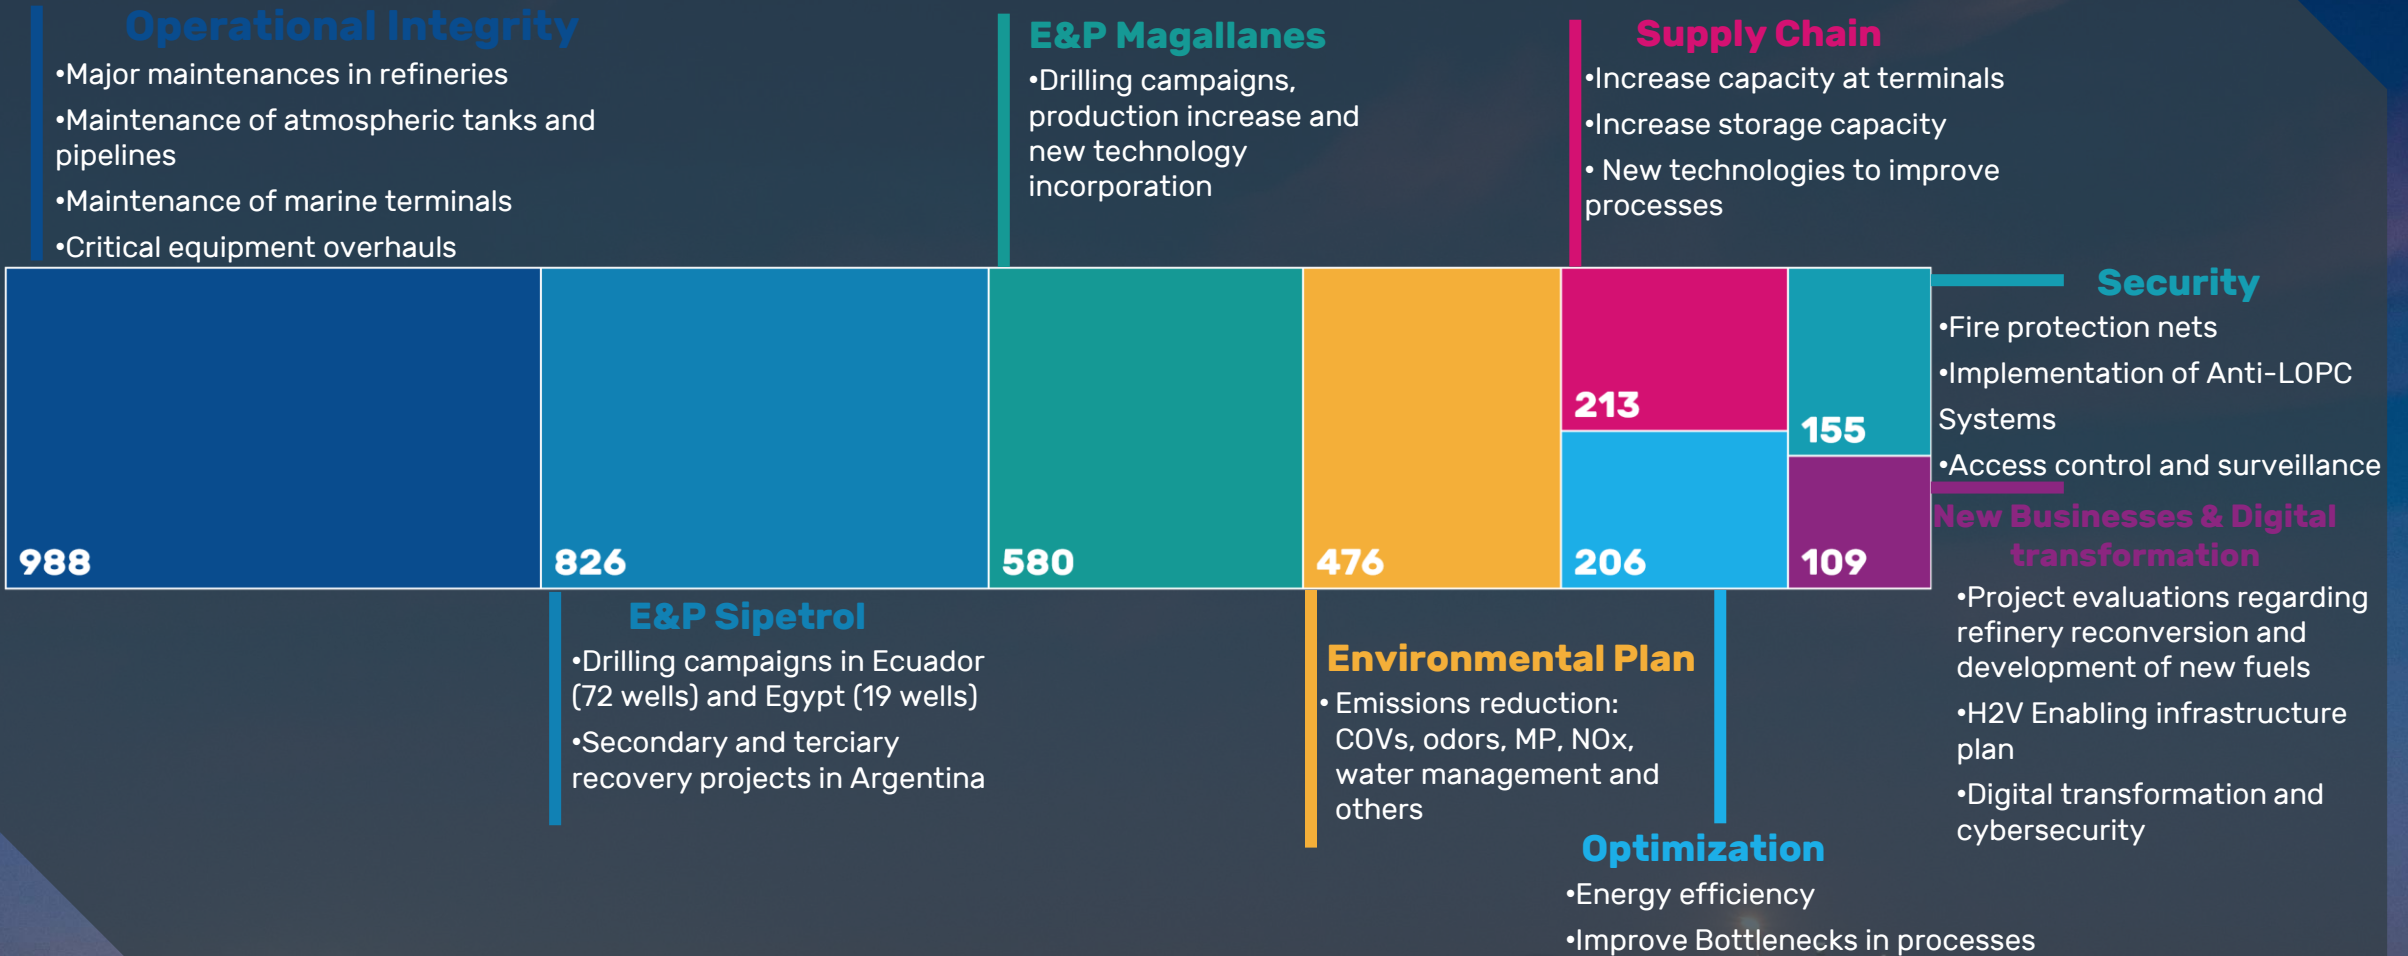 Operational Integrity
•Major maintenances in refineries
•Maintenance of atmospheric tanks and
pipelines
•Maintenance of marine terminals
•Critical equipment overhauls
E&P Magallanes
•Drilling campaigns,
production increase and
new technology
incorporation
Supply Chain
•Increase capacity at terminals
•Increase storage capacity
• New technologies to improve
processes
988
826
580
476
213
206
155
109
Security
•Fire protection nets
•Implementation of Anti-LOPC
Systems
•Access control and surveillance
New Businesses & Digital
transformation
•Project evaluations regarding
refinery reconversion and
development of new fuels
•H2V Enabling infrastructure
plan
•Digital transformation and
cybersecurity
E&P Sipetrol
•Drilling campaigns in Ecuador
(72 wells) and Egypt (19 wells)
•Secondary and terciary
recovery projects in Argentina
Environmental Plan
• Emissions reduction:
COVs, odors, MP, NOx,
water management and
others
Optimization
•Energy efficiency
•Improve Bottlenecks in processes